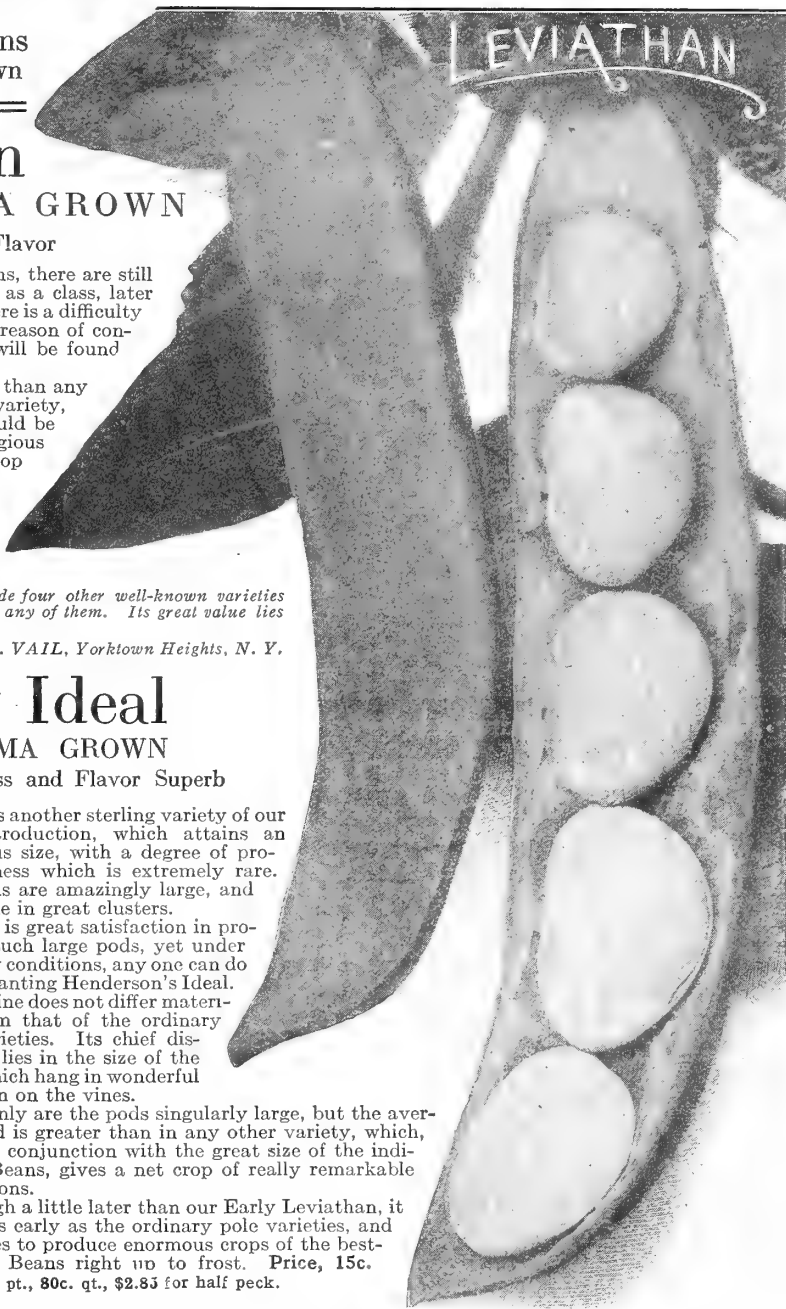 LEVIATHAN
ns
wn
n
A GROWN
Flavor
ns, there are still
as a class, later
re is a difficulty
reason of con-
will be found
than any
variety,
uld be
gious
op
de four other well-known varieties
any of them. Its great value lies
. VAIL, Yorktown Heights, N. Y.
Ideal
MA GROWN
ss and Flavor Superb
s another sterling variety of our
troduction, which attains an
us size, with a degree of pro-
ness which is extremely rare.
s are amazingly large, and
e in great clusters.
is great satisfaction in pro-
such large pods, yet under
conditions, any one can do
anting Henderson's Ideal.
ine does not differ materi-
m that of the ordinary
ieties. Its chief dis-
lies in the size of the
hich hang in wonderful
n on the vines.
nly are the pods singularly large, but the aver-
d is greater than in any other variety, which,
conjunction with the great size of the indi-
Beans, gives a net crop of really remarkable
ons.
gh a little later than our Early Leviathan, it
s early as the ordinary pole varieties, and
es to produce enormous crops of the best-
Beans right up to frost. Price, 15c.
pt., 80c. qt., $2.85 for half peck.